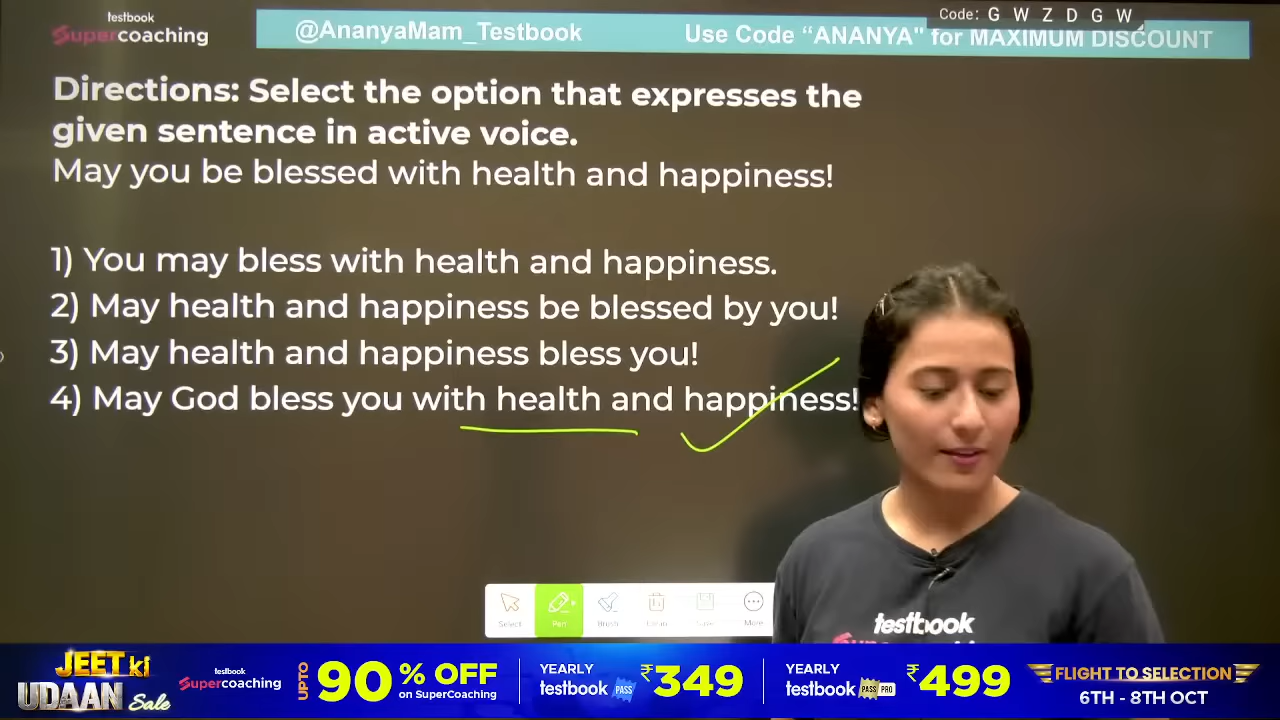 testbook
Supercoaching
@AnanyaMam_Testbook
Use Code “ANANYA" for MAXIMUM DISCOUNT
Code: G W Z D G W
Directions: Select the option that expresses the
given sentence in active voice.
May you be blessed with health and happiness!
1) You may bless with health and happiness.
2) May health and happiness be blessed by you!
3) May health and happiness bless you!
4) May God bless you with health and happiness!
Select
Pen
Brush
More
testbook
JEET ki
UDAAN Sale
testbook
Supercoaching
UPTO 90% OFF
on SuperCoaching
YEARLY
testbook PASS
₹349
YEARLY
testbook PASS PRO
₹499
FLIGHT TO SELECTION
6TH - 8TH OCT